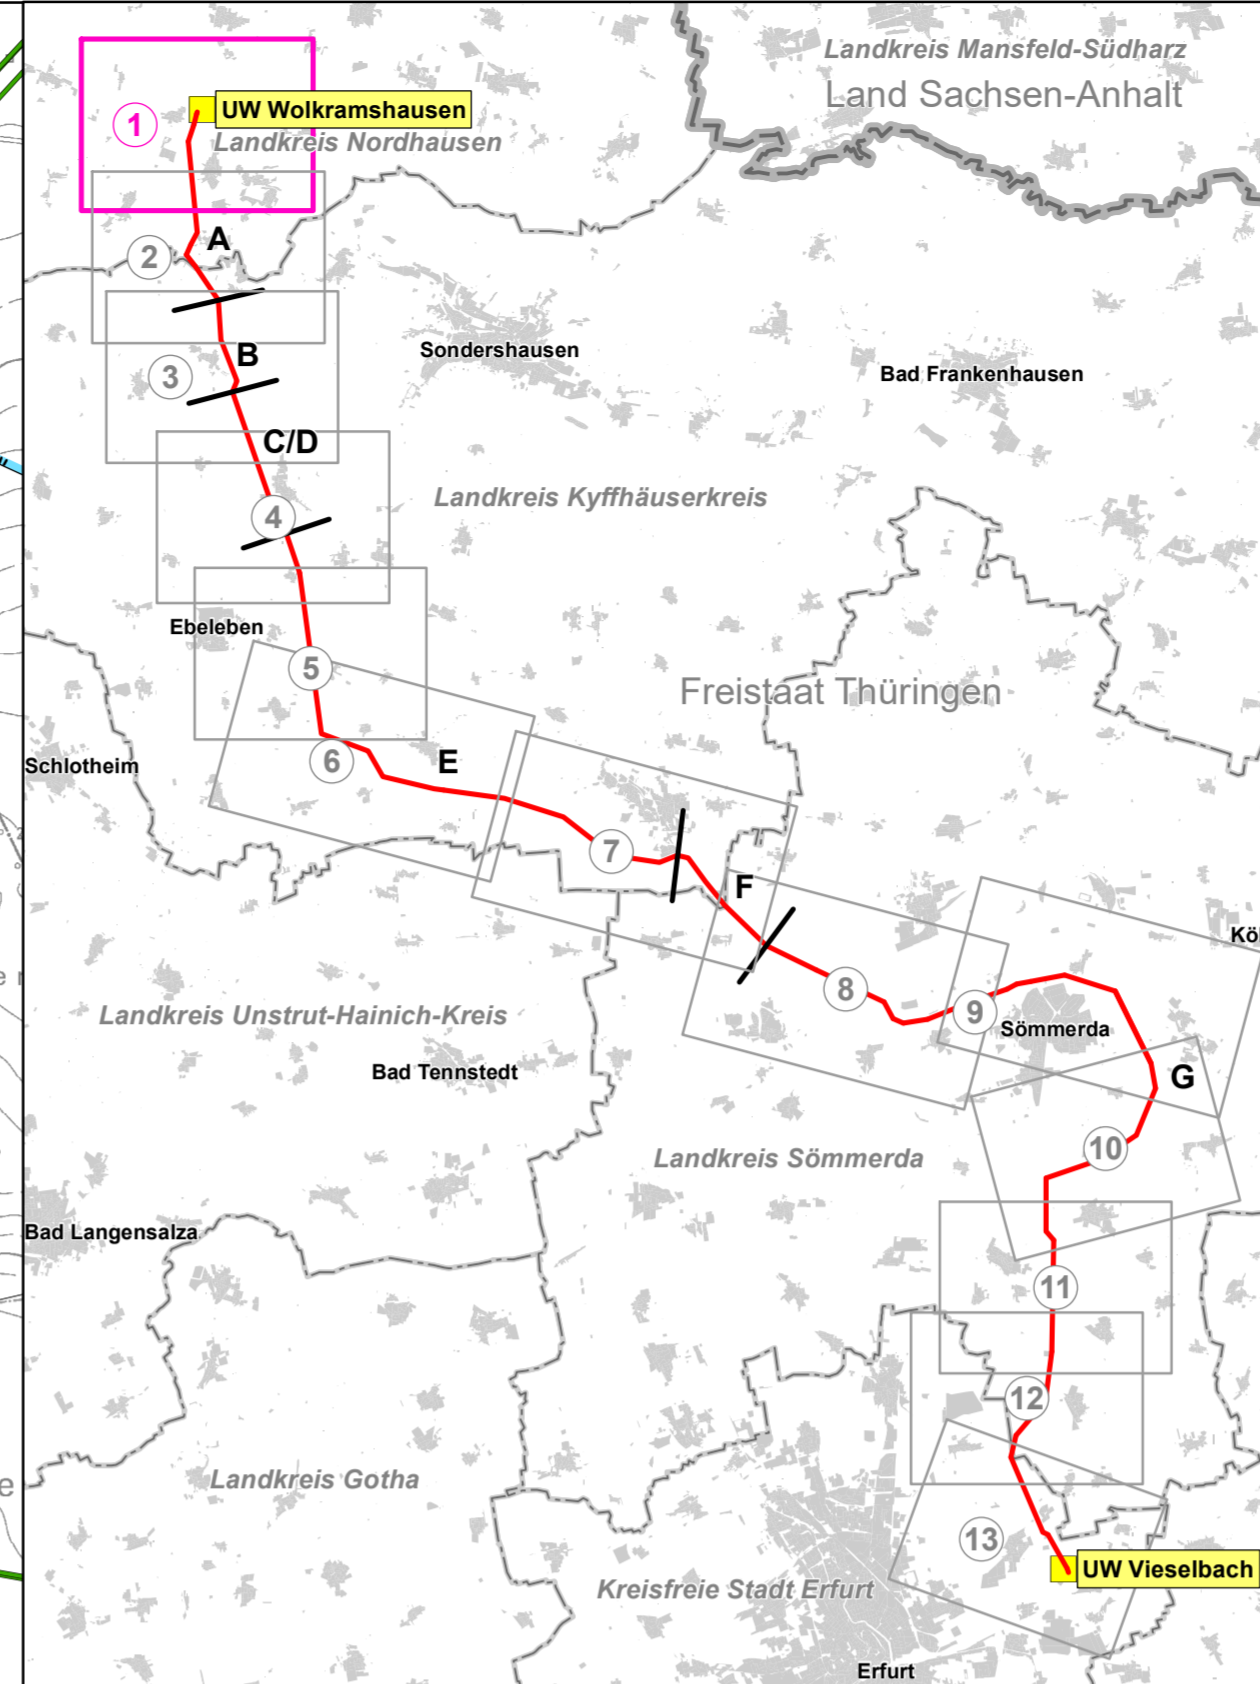 Landkreis Mansfeld-Südharz
Land Sachsen-Anhalt
UW Wolkramshausen
1
Landkreis Nordhausen
A
2
B
Sondershausen
3
Bad Frankenhausen
C/D
Landkreis Kyffhäuserkreis
4
Ebeleben
5
Freistaat Thüringen
Schlotheim
6
E
7
F
Kö
8
9
Landkreis Unstrut-Hainich-Kreis
Sömmerda
Bad Tennstedt
G
10
Landkreis Sömmerda
Bad Langensalza
11
12
Landkreis Gotha
13
UW Vieselbach
Kreisfreie Stadt Erfurt
Erfurt